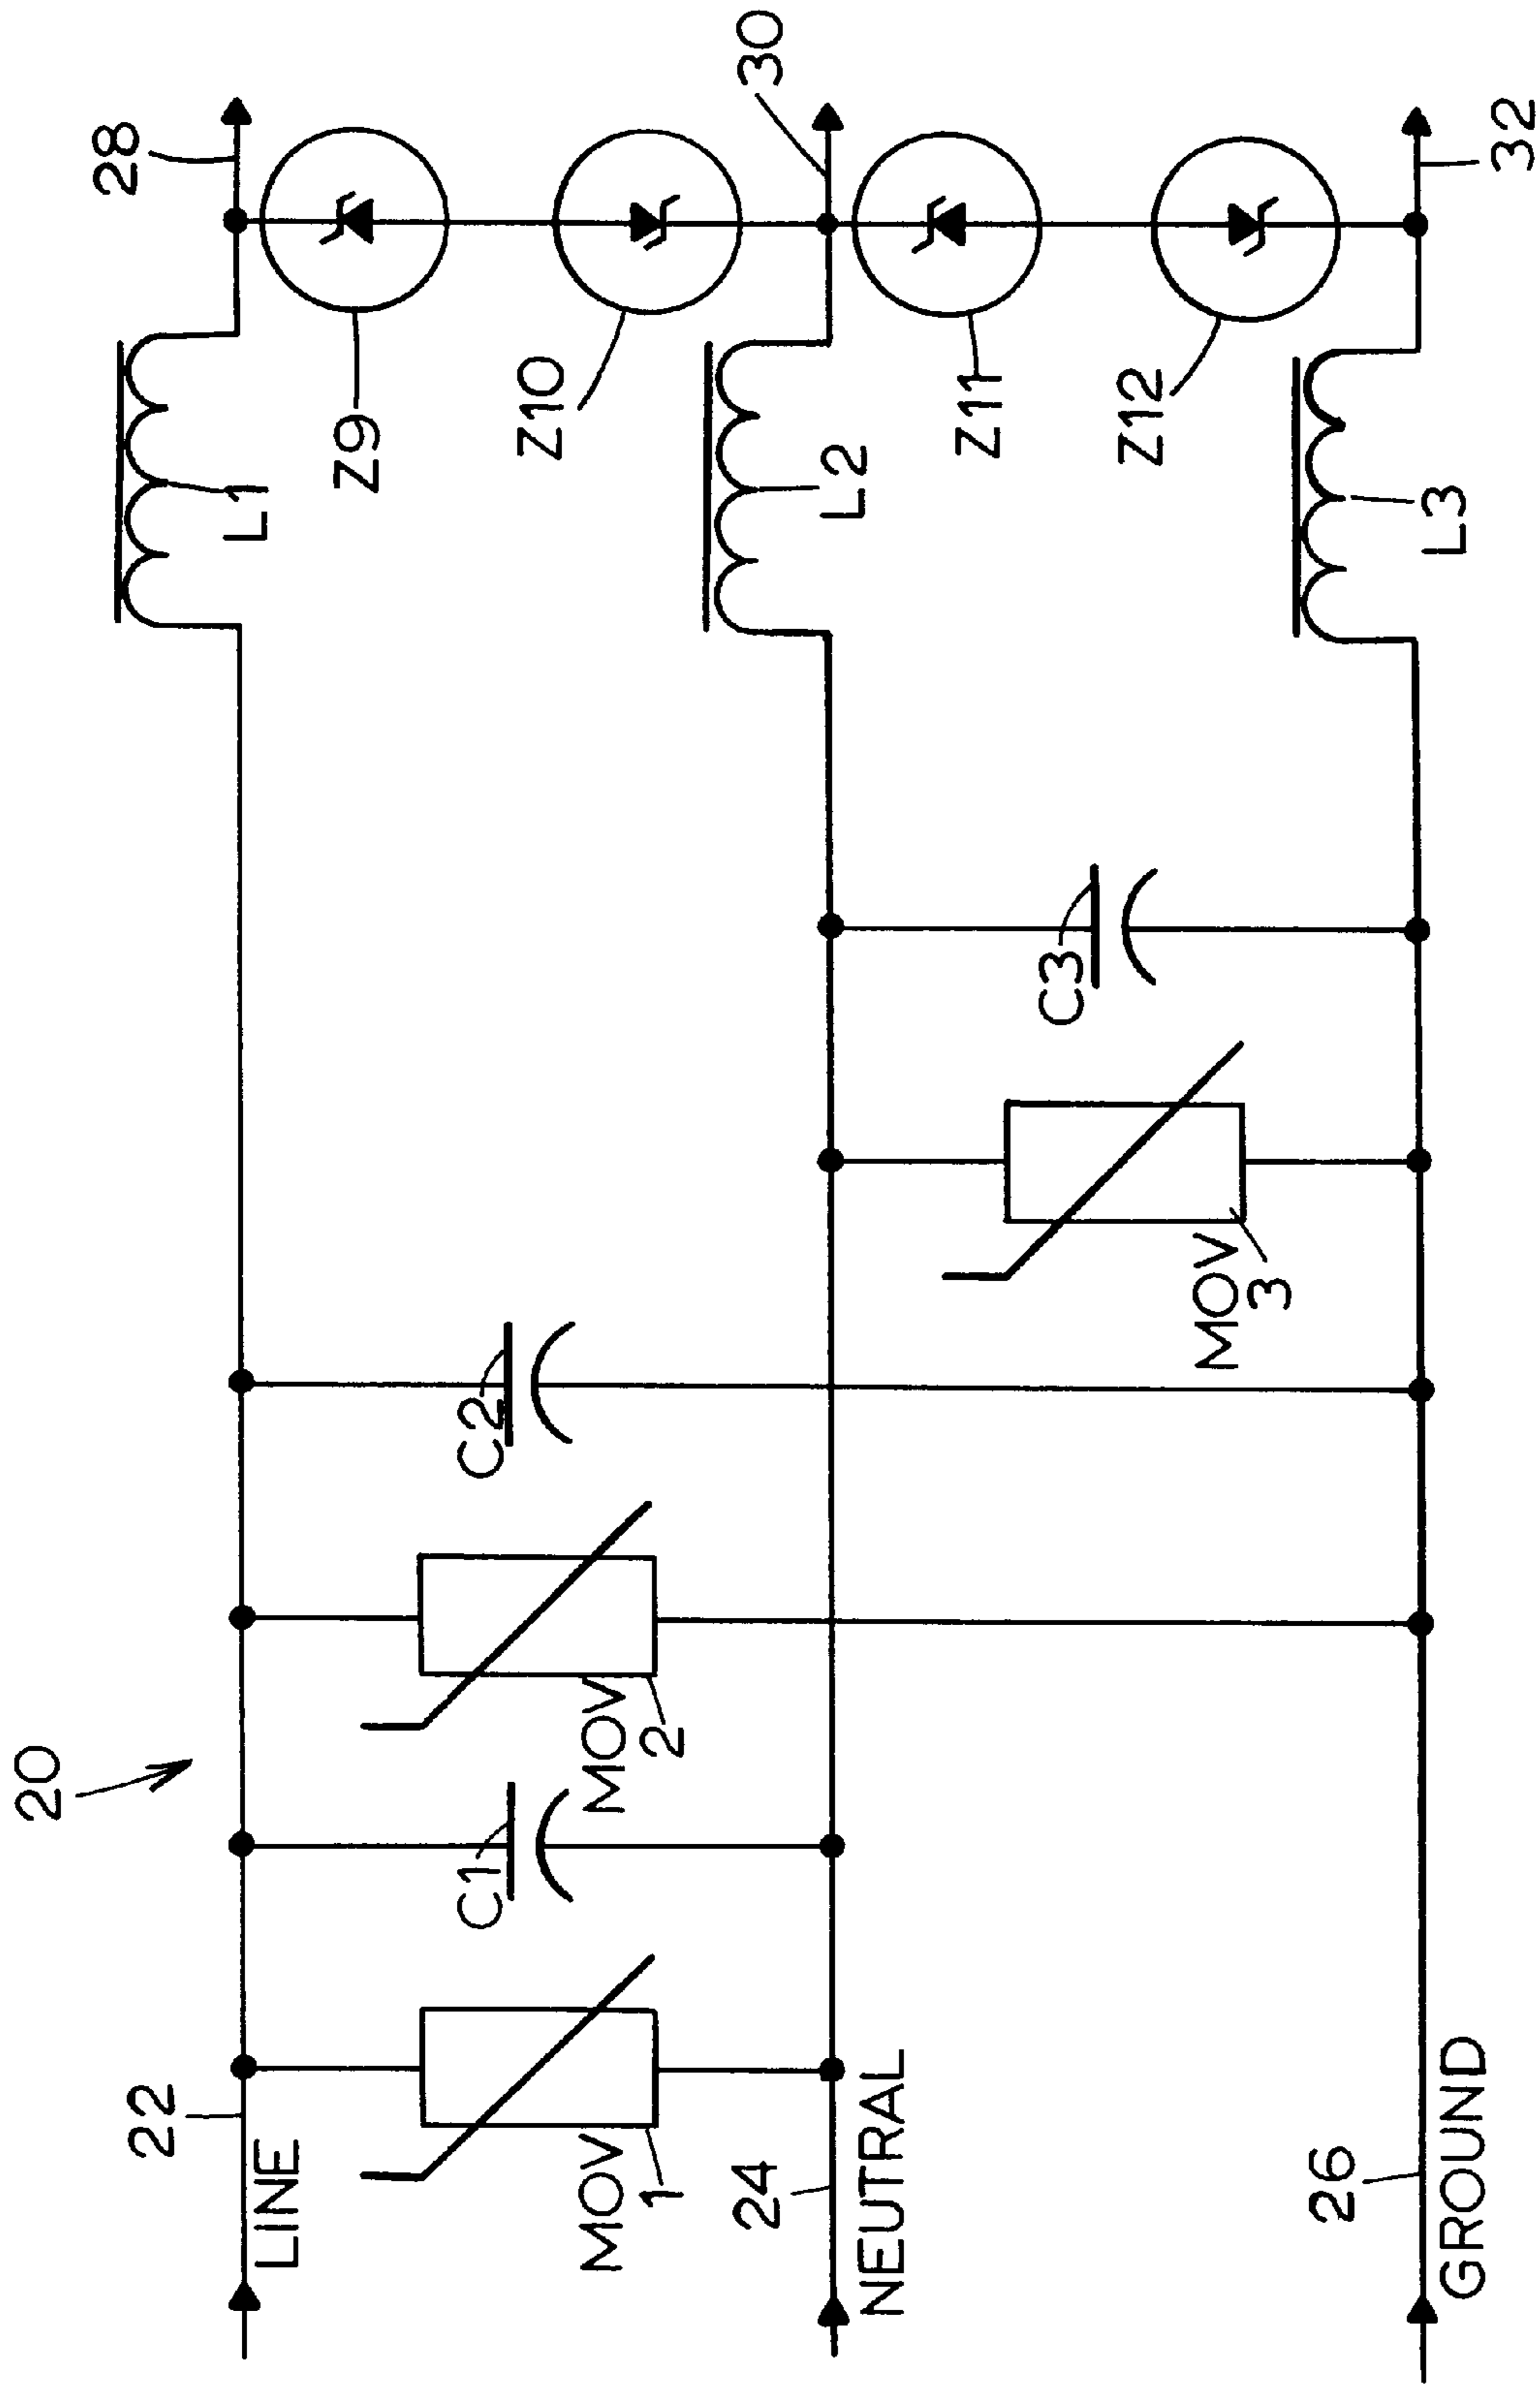 20
22
LINE
MOV
1
C1
MOV
2
C2
L1
28
Z9
Z10
24
NEUTRAL
L2
30
MOV
3
C3
Z11
Z12
26
GROUND
L3
32